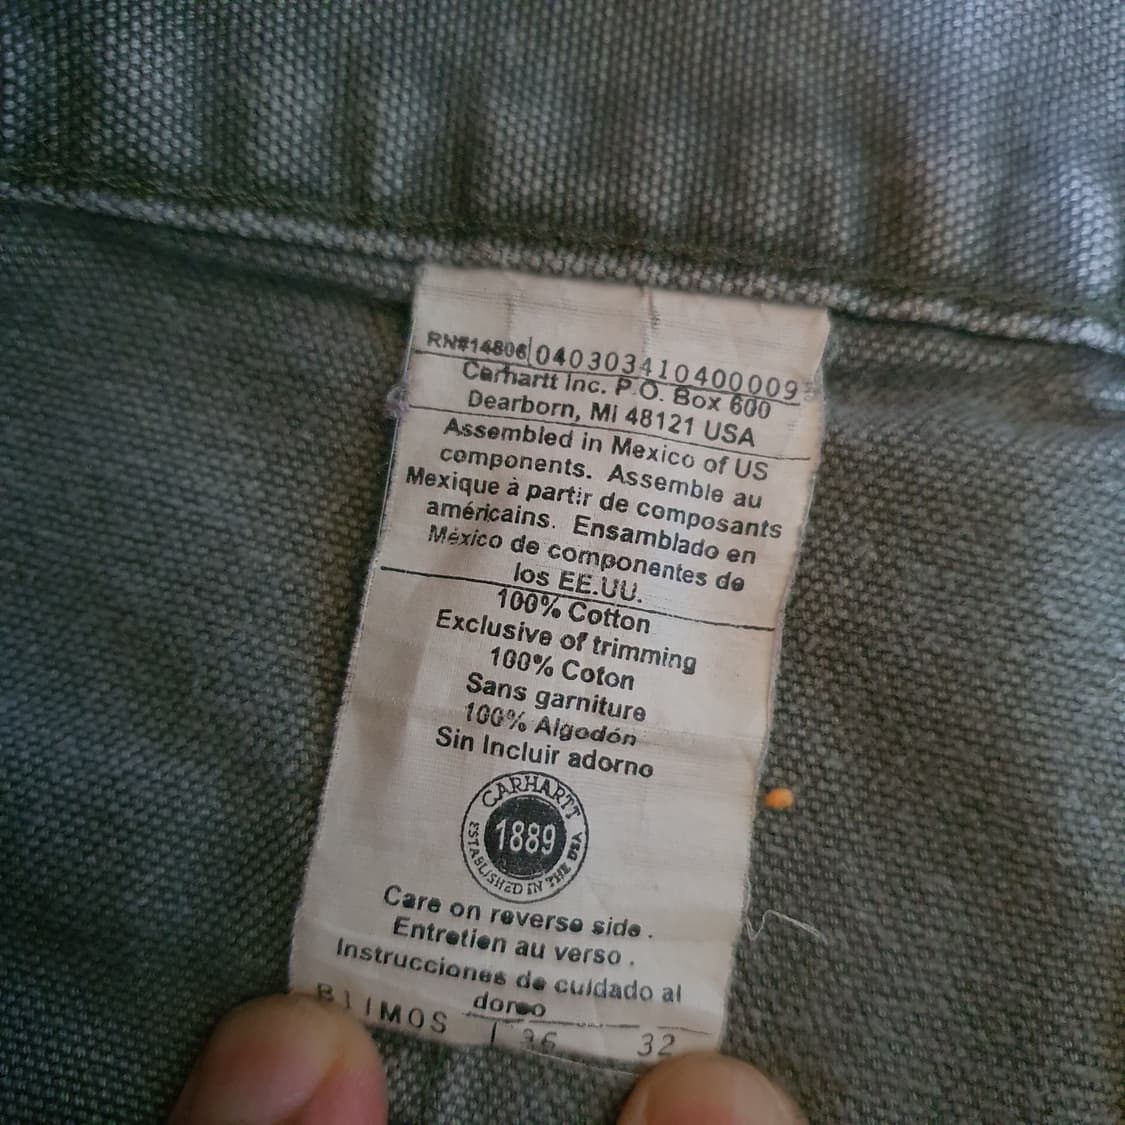 RN#14806 040303410400009
Carhartt Inc. P.O. Box 600
Dearborn, MI 48121 USA
Assembled in Mexico of US
components. Assemble au
Mexique à partir de composants
américains. Ensamblado en
México de componentes de
los EE.UU.
100% Cotton
Exclusive of trimming
100% Coton
Sans garniture
100% Algodón
Sin Incluir adorno
CARHARTT
1889
ESTABLISHED IN THE USA
Care on reverse side.
Entretien au verso.
Instrucciones de cuidado al
dorso
B11MOS 36 32